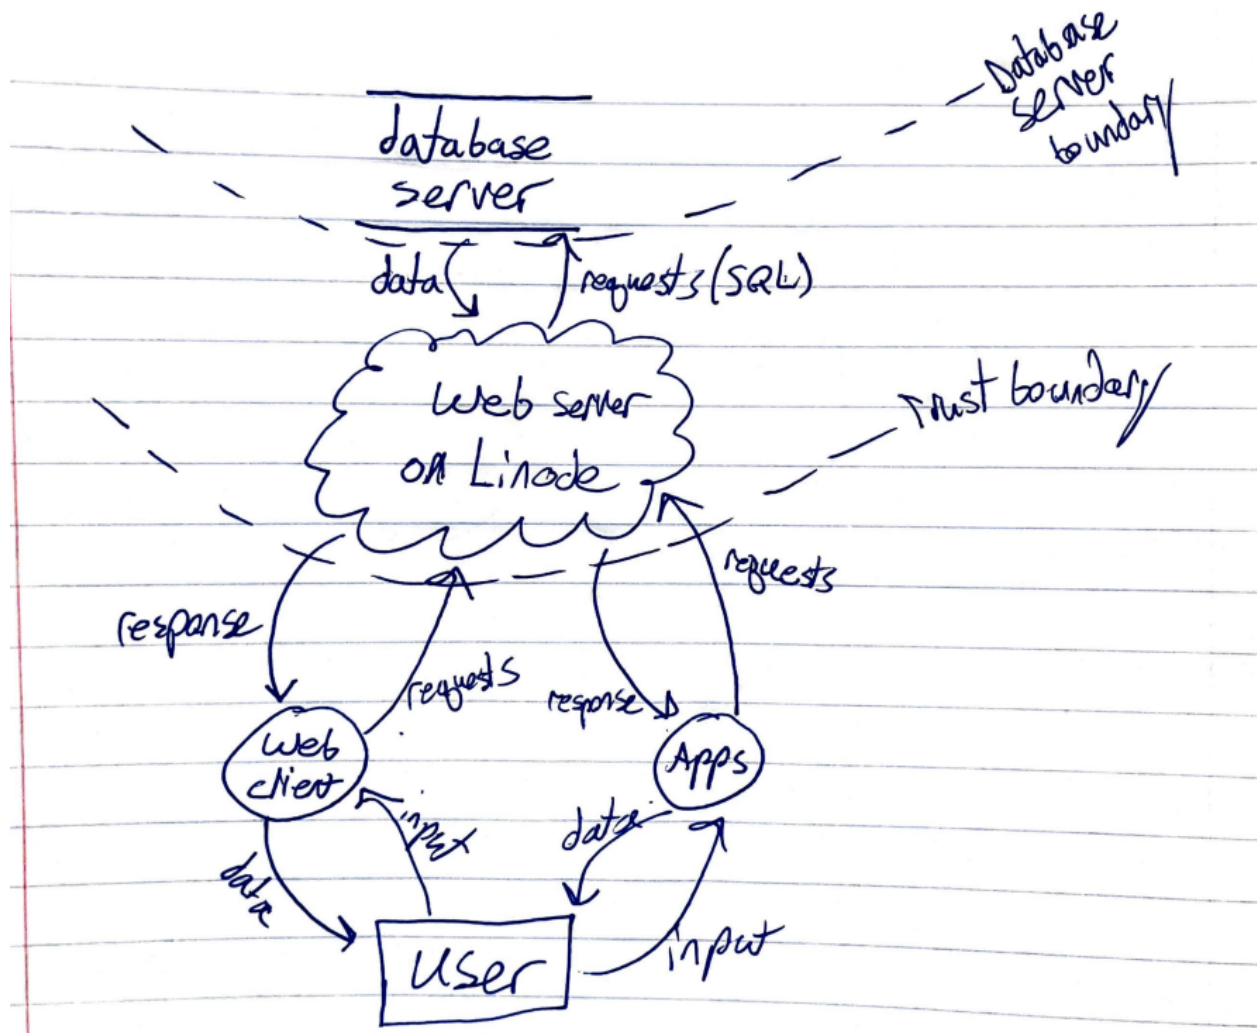 Database
server
boundary
database
server
data
requests (SQL)
Trust boundary
Web server
on Linode
requests
response
requests
response
Web
client
Apps
input
data
data
input
User